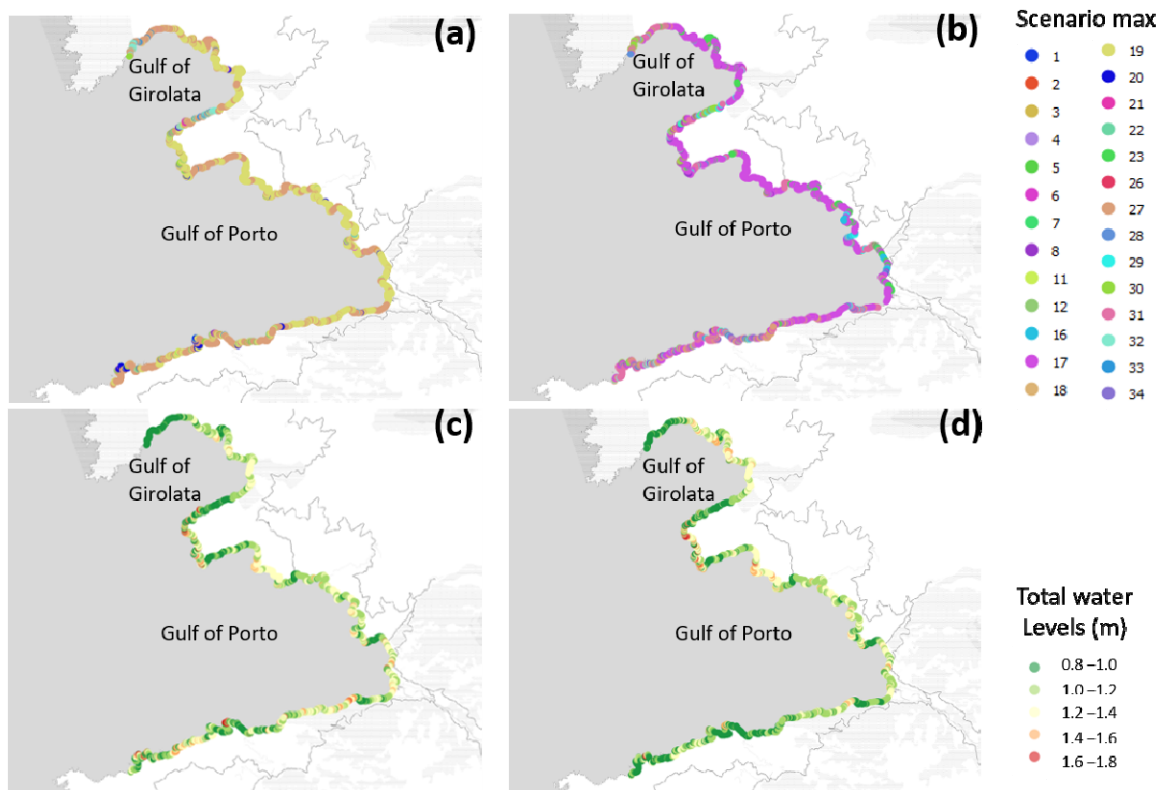 (a)
Gulf of
Girolata
Gulf of Porto
(b)
Gulf of
Girolata
Gulf of Porto
Scenario max
1
2
3
4
5
6
7
8
11
12
16
17
18
19
20
21
22
23
26
27
28
29
30
31
32
33
34
(c)
Gulf of
Girolata
Gulf of Porto
(d)
Gulf of
Girolata
Gulf of Porto
Total water
Levels (m)
0.8–1.0
1.0–1.2
1.2–1.4
1.4–1.6
1.6–1.8